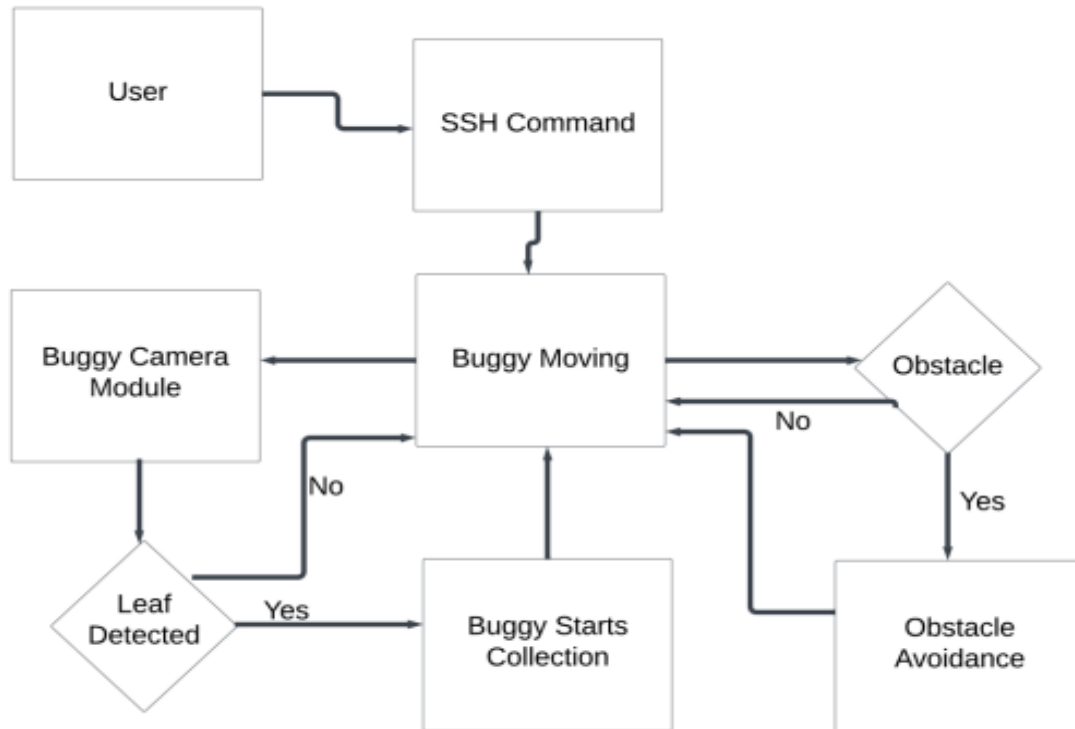 User
SSH Command
Buggy Camera
Module
Buggy Moving
Obstacle
No
No
Yes
Leaf
Detected
Yes
Buggy Starts
Collection
Obstacle
Avoidance